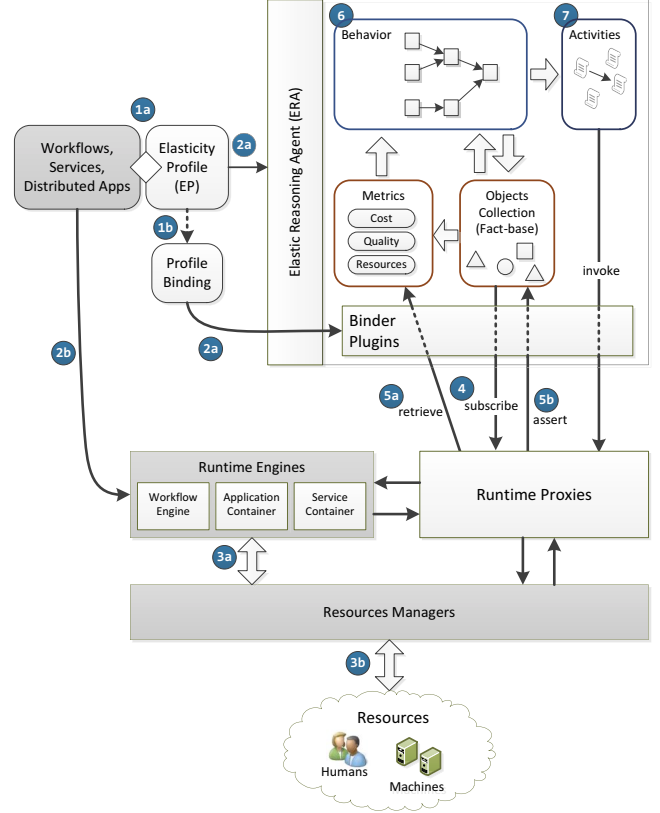 6
7
Behavior
Activities
1a
Workflows,
Services,
Distributed Apps
Elasticity
Profile
(EP)
2a
Elastic Reasoning Agent (ERA)
Metrics
Cost
Quality
Resources
Objects
Collection
(Fact-base)
1b
Profile
Binding
invoke
2a
Binder
Plugins
2b
5a
retrieve
4
subscribe
5b
assert
Runtime Engines
Workflow
Engine
Application
Container
Service
Container
Runtime Proxies
3a
Resources Managers
3b
Resources
Humans
Machines